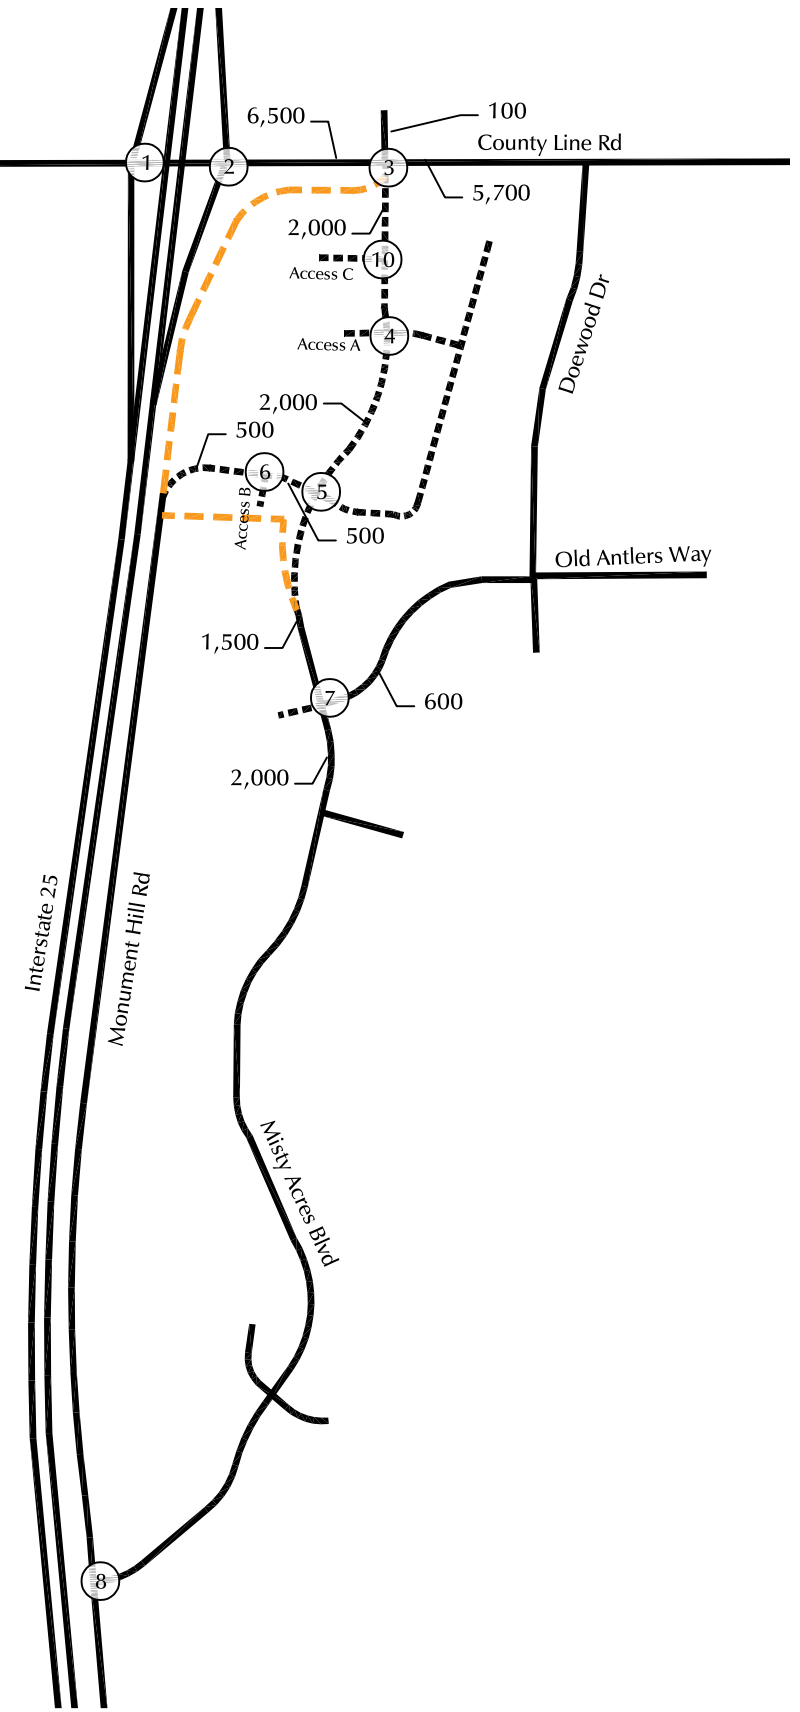 100
6,500
County Line Rd
1
2
3
5,700
2,000
10
Access C
4
Access A
Doewood Dr
2,000
500
6
5
Access B
500
Old Antlers Way
1,500
7
600
2,000
Interstate 25
Monument Hill Rd
Misty Acres Blvd
8